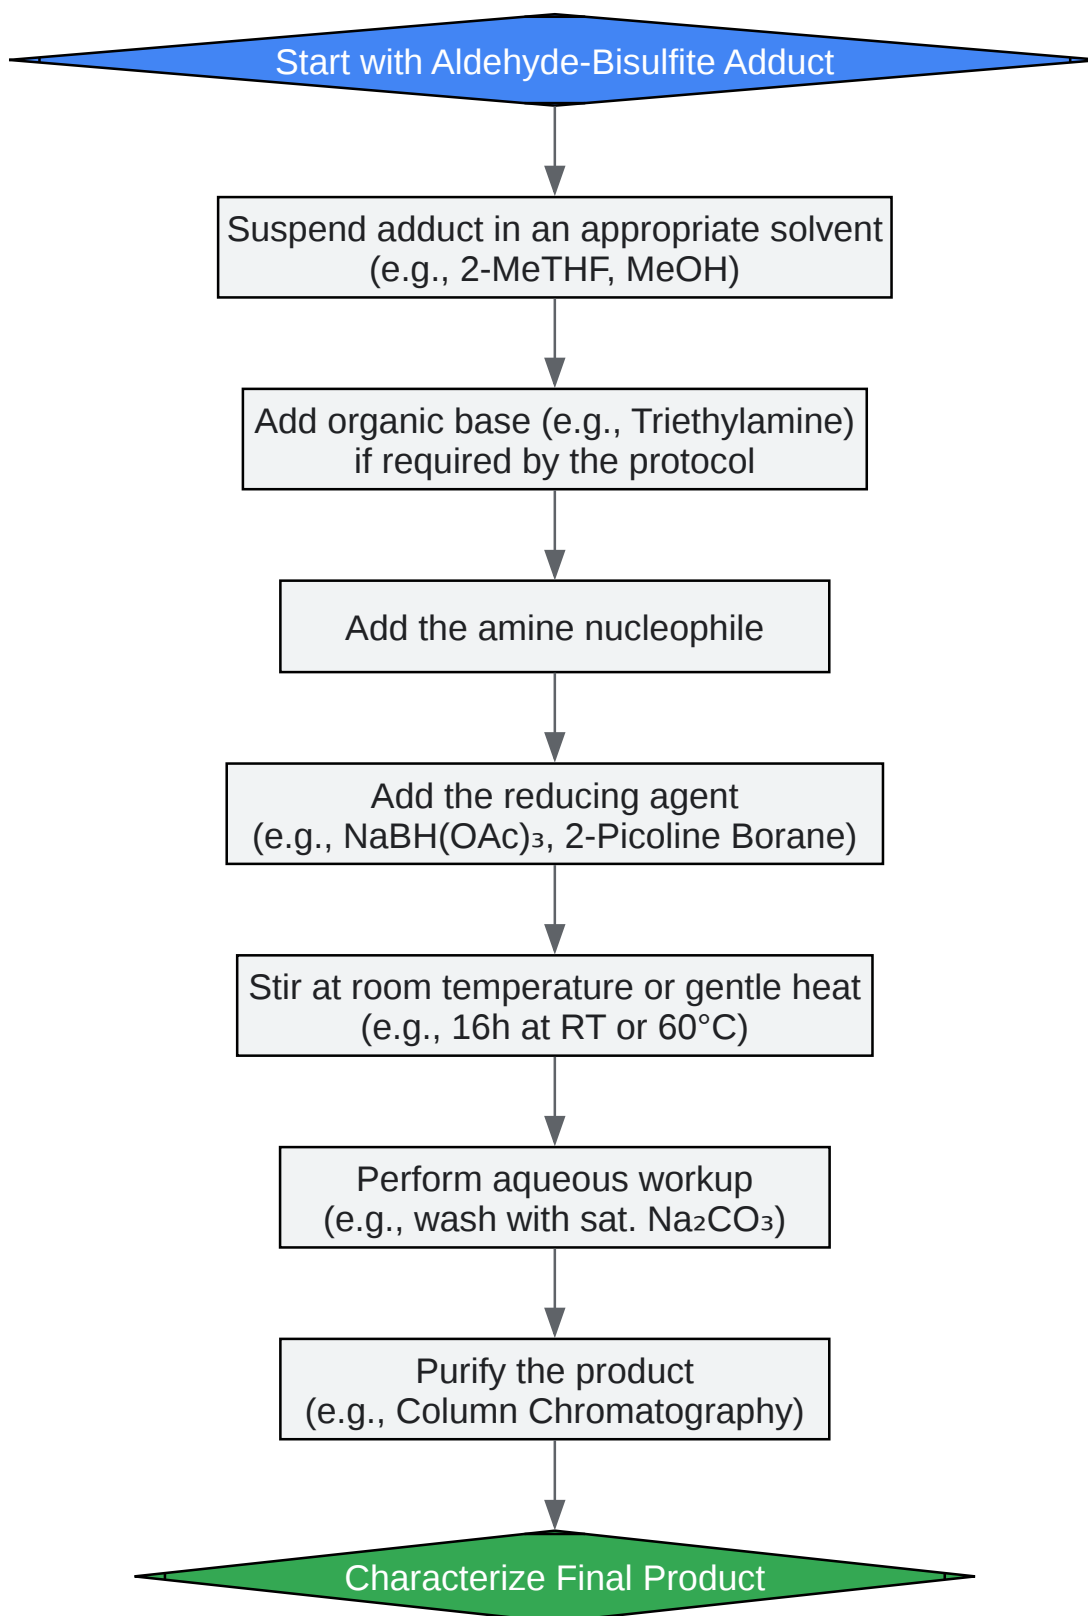 Start with Aldehyde-Bisulfite Adduct
Suspend adduct in an appropriate solvent
(e.g., 2-MeTHF, MeOH)
Add organic base (e.g., Triethylamine)
if required by the protocol
Add the amine nucleophile
Add the reducing agent
(e.g., NaBH(OAc)₃, 2-Picoline Borane)
Stir at room temperature or gentle heat
(e.g., 16h at RT or 60°C)
Perform aqueous workup
(e.g., wash with sat. Na₂CO₃)
Purify the product
(e.g., Column Chromatography)
Characterize Final Product